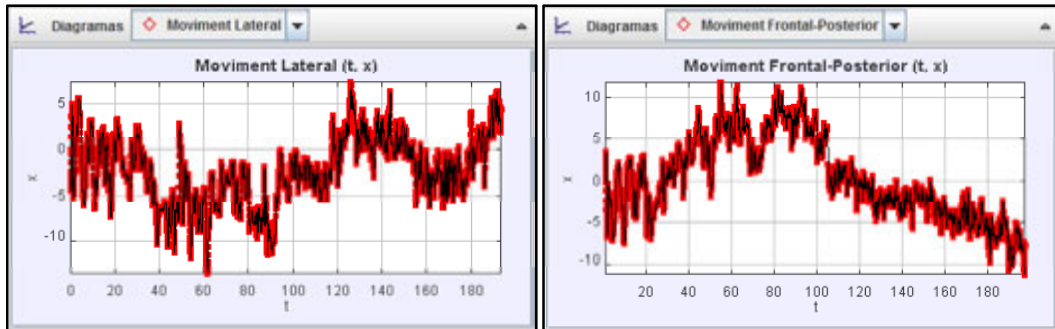 Diagramas Moviment Lateral
Moviment Lateral (t, x)
x
5
0
-5
-10
0 20 40 60 80 100 120 140 160 180
t
Diagramas Moviment Frontal-Posterior
Moviment Frontal-Posterior (t, x)
x
10
5
0
-5
-10
20 40 60 80 100 120 140 160 180
t